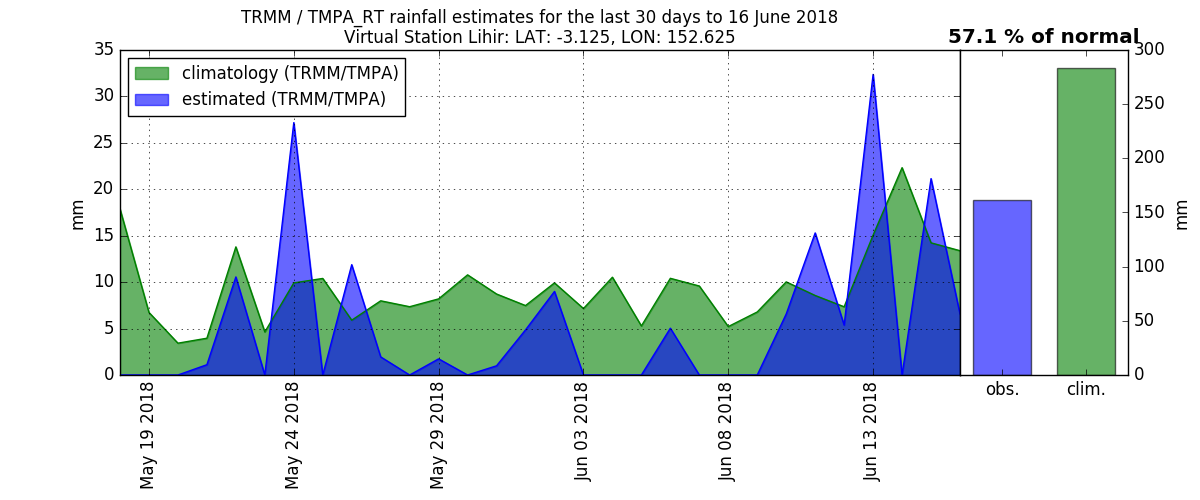 TRMM / TMPA_RT rainfall estimates for the last 30 days to 16 June 2018
Virtual Station Lihir: LAT: -3.125, LON: 152.625
57.1 % of normal
climatology (TRMM/TMPA)
estimated (TRMM/TMPA)
35
30
25
20
15
10
5
0
mm
May 19 2018
May 24 2018
May 29 2018
Jun 03 2018
Jun 08 2018
Jun 13 2018
300
250
200
150
100
50
0
mm
obs.
clim.